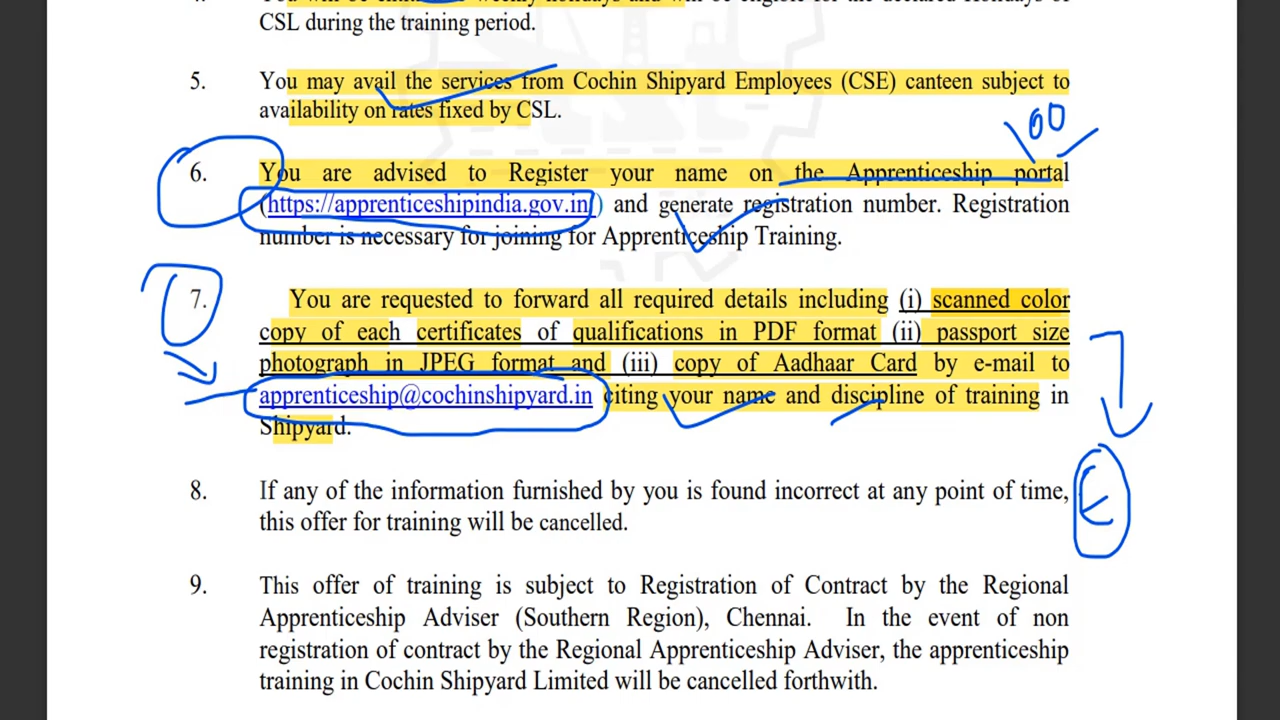 CSL during the training period.
5. You may avail the services from Cochin Shipyard Employees (CSE) canteen subject to
availability on rates fixed by CSL.
00
6. You are advised to Register your name on the Apprenticeship portal
(https://apprenticeshipindia.gov.in/) and generate registration number. Registration
number is necessary for joining for Apprenticeship Training.
7. You are requested to forward all required details including (i) scanned color
copy of each certificates of qualifications in PDF format (ii) passport size
photograph in JPEG format and (iii) copy of Aadhaar Card by e-mail to
apprenticeship@cochinshipyard.in citing your name and discipline of training in
Shipyard.
E
8. If any of the information furnished by you is found incorrect at any point of time,
this offer for training will be cancelled.
9. This offer of training is subject to Registration of Contract by the Regional
Apprenticeship Adviser (Southern Region), Chennai. In the event of non
registration of contract by the Regional Apprenticeship Adviser, the apprenticeship
training in Cochin Shipyard Limited will be cancelled forthwith.